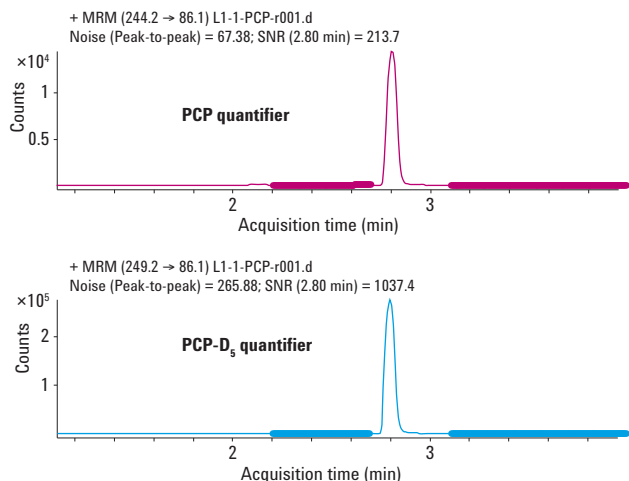 + MRM (244.2 → 86.1) L1-1-PCP-r001.d
Noise (Peak-to-peak) = 67.38; SNR (2.80 min) = 213.7
×10⁴
1
0.5
Counts
PCP quantifier
2 3
Acquisition time (min)
+ MRM (249.2 → 86.1) L1-1-PCP-r001.d
Noise (Peak-to-peak) = 265.88; SNR (2.80 min) = 1037.4
×10⁵
2
1
Counts
PCP-D₅ quantifier
2 3
Acquisition time (min)